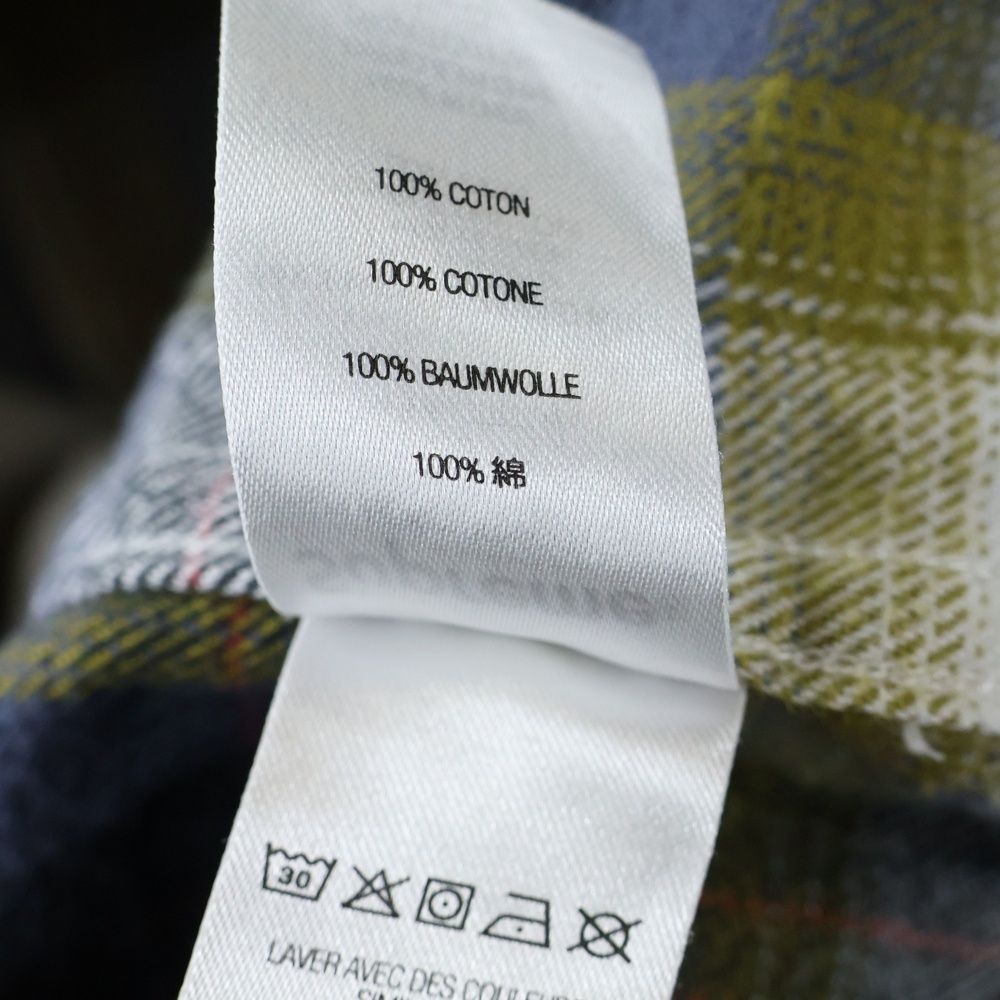 100% COTON
100% COTONE
100% BAUMWOLLE
100% 綿
30
LAVER AVEC DES COULEURS